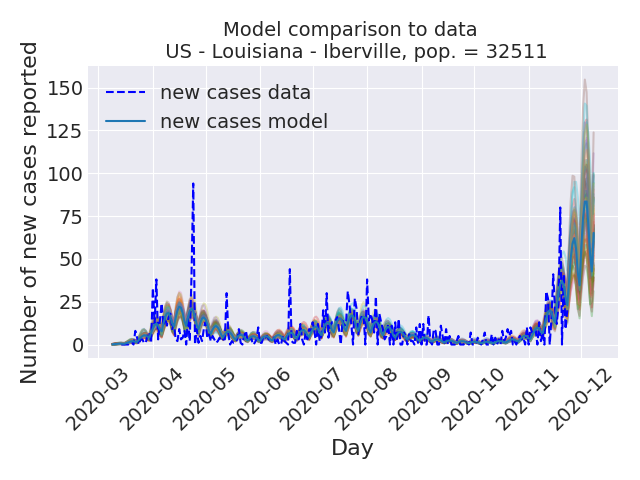 Model comparison to data
US - Louisiana - Iberville, pop. = 32511
new cases data
new cases model
Number of new cases reported
150
125
100
75
50
25
0
2020-03
2020-04
2020-05
2020-06
2020-07
2020-08
2020-09
2020-10
2020-11
2020-12
Day